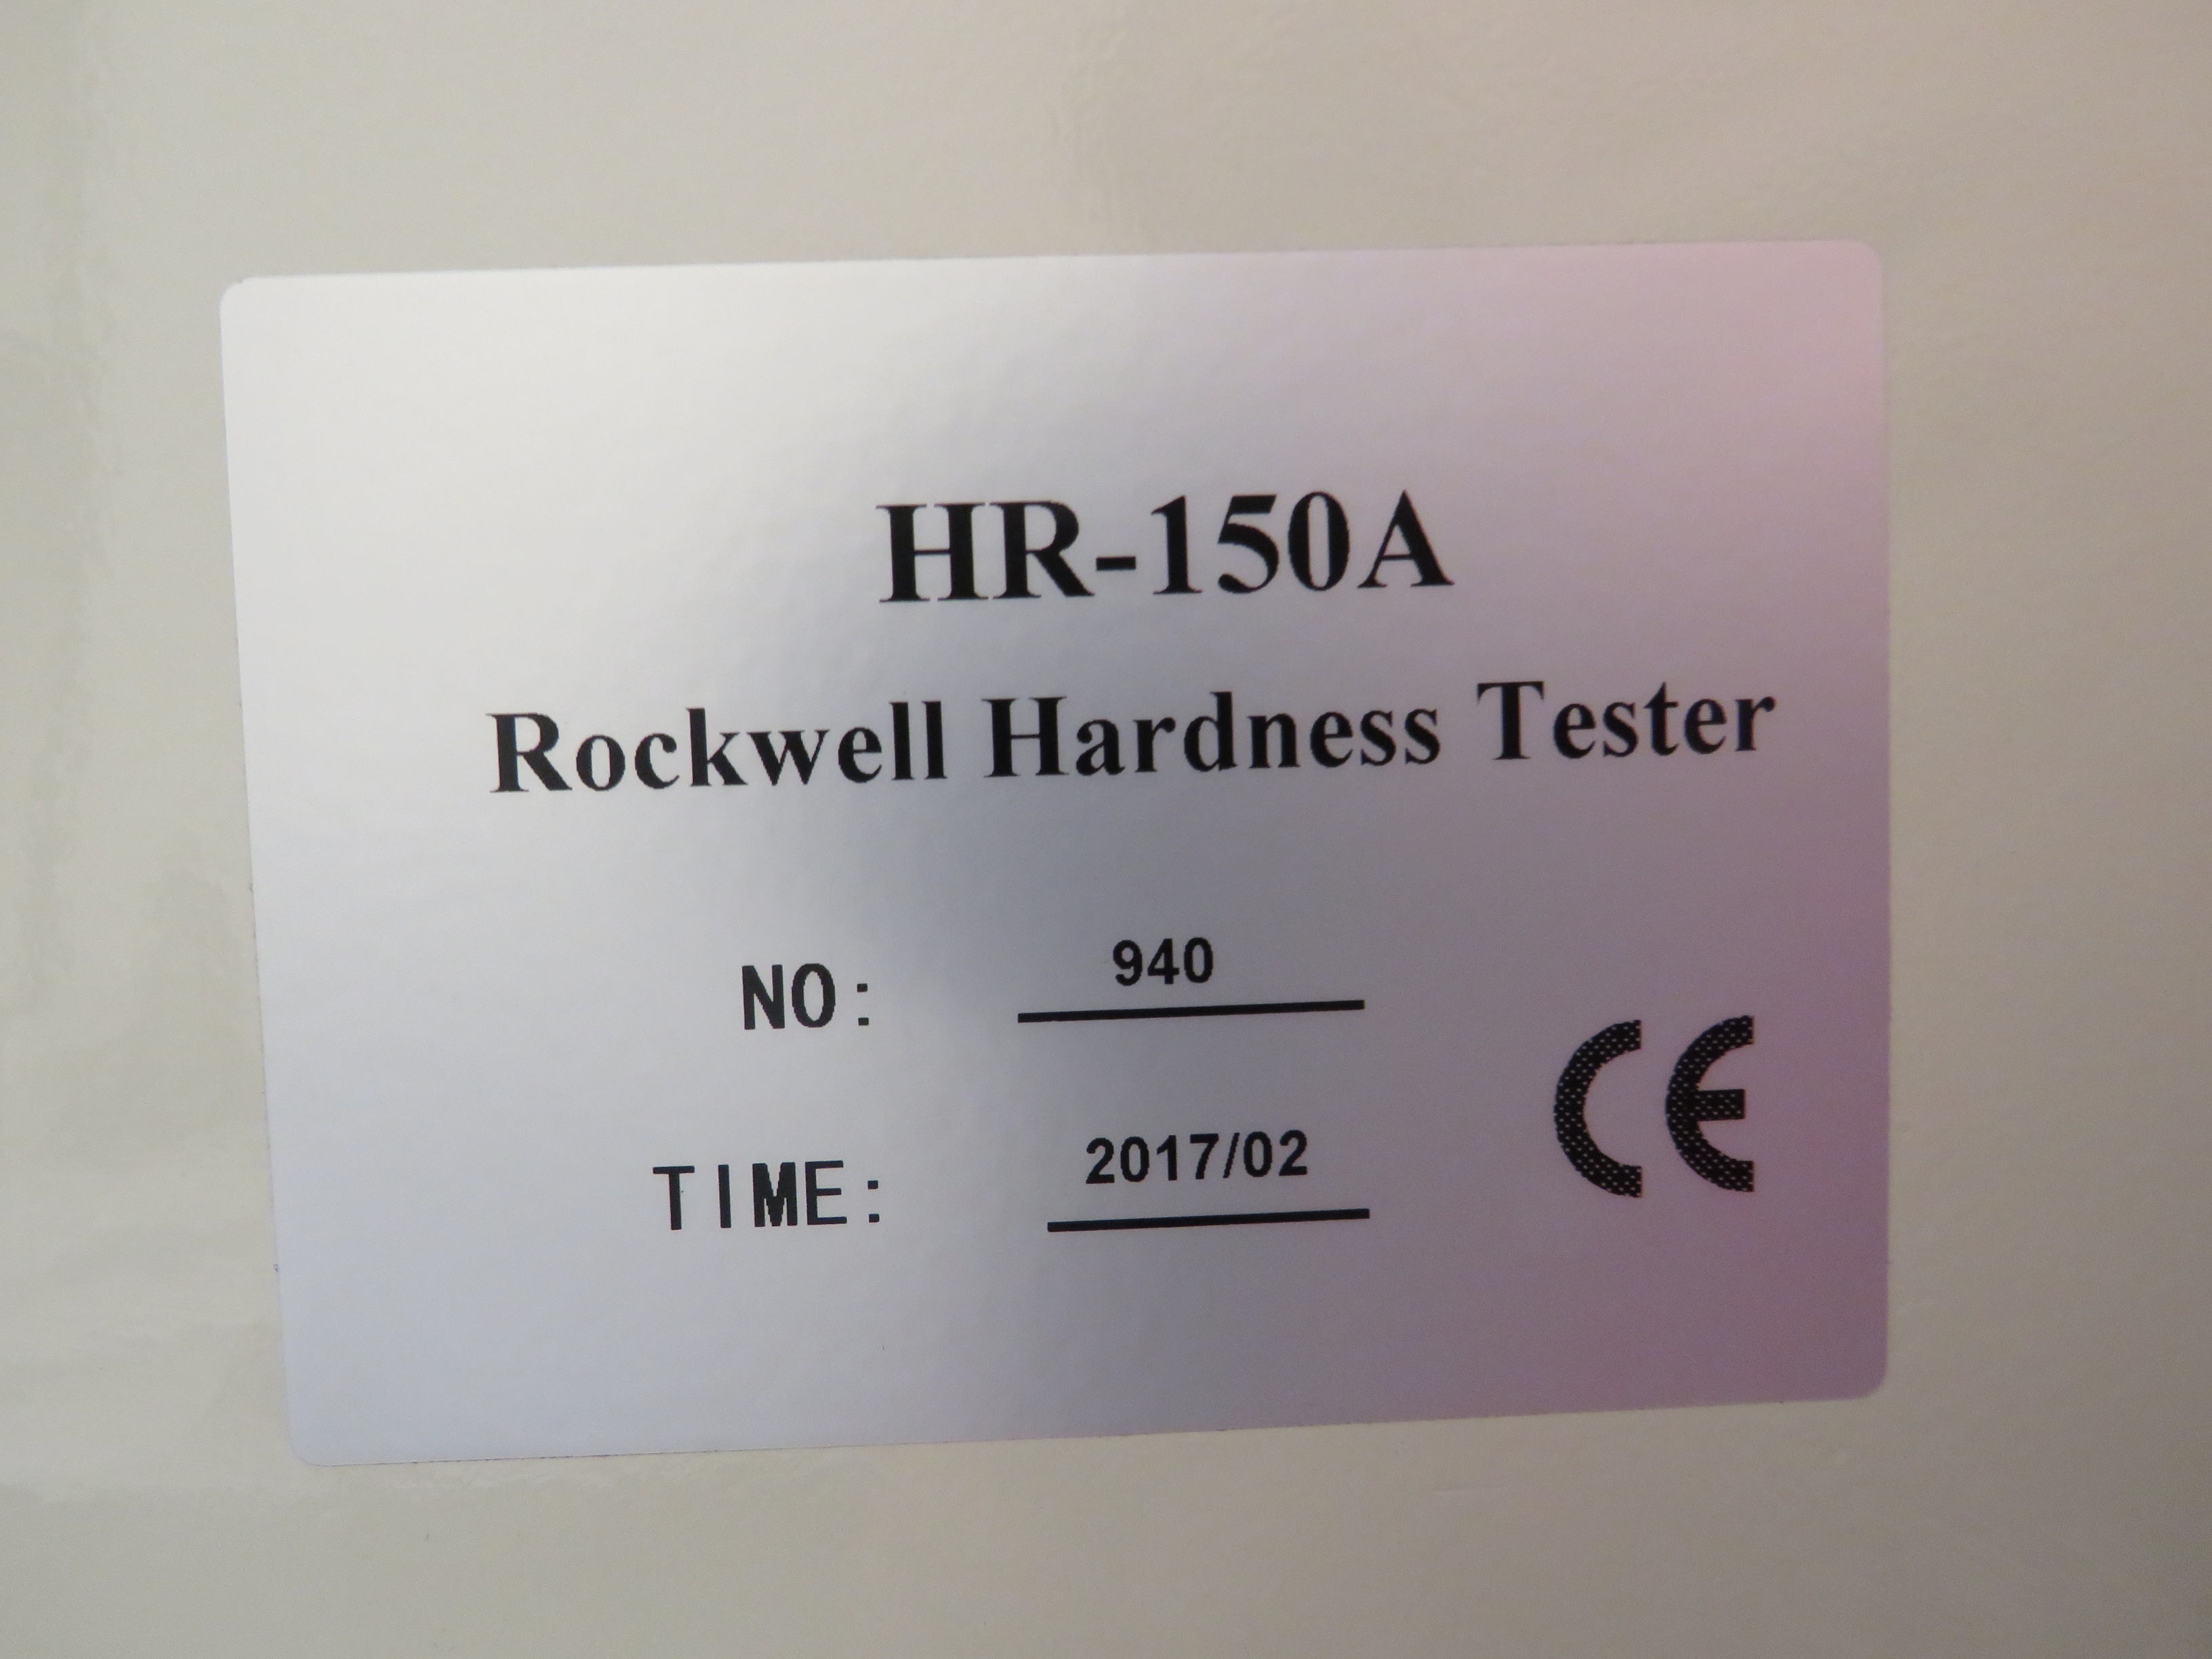 HR-150A
Rockwell Hardness Tester
NO: 940
TIME: 2017/02
CE